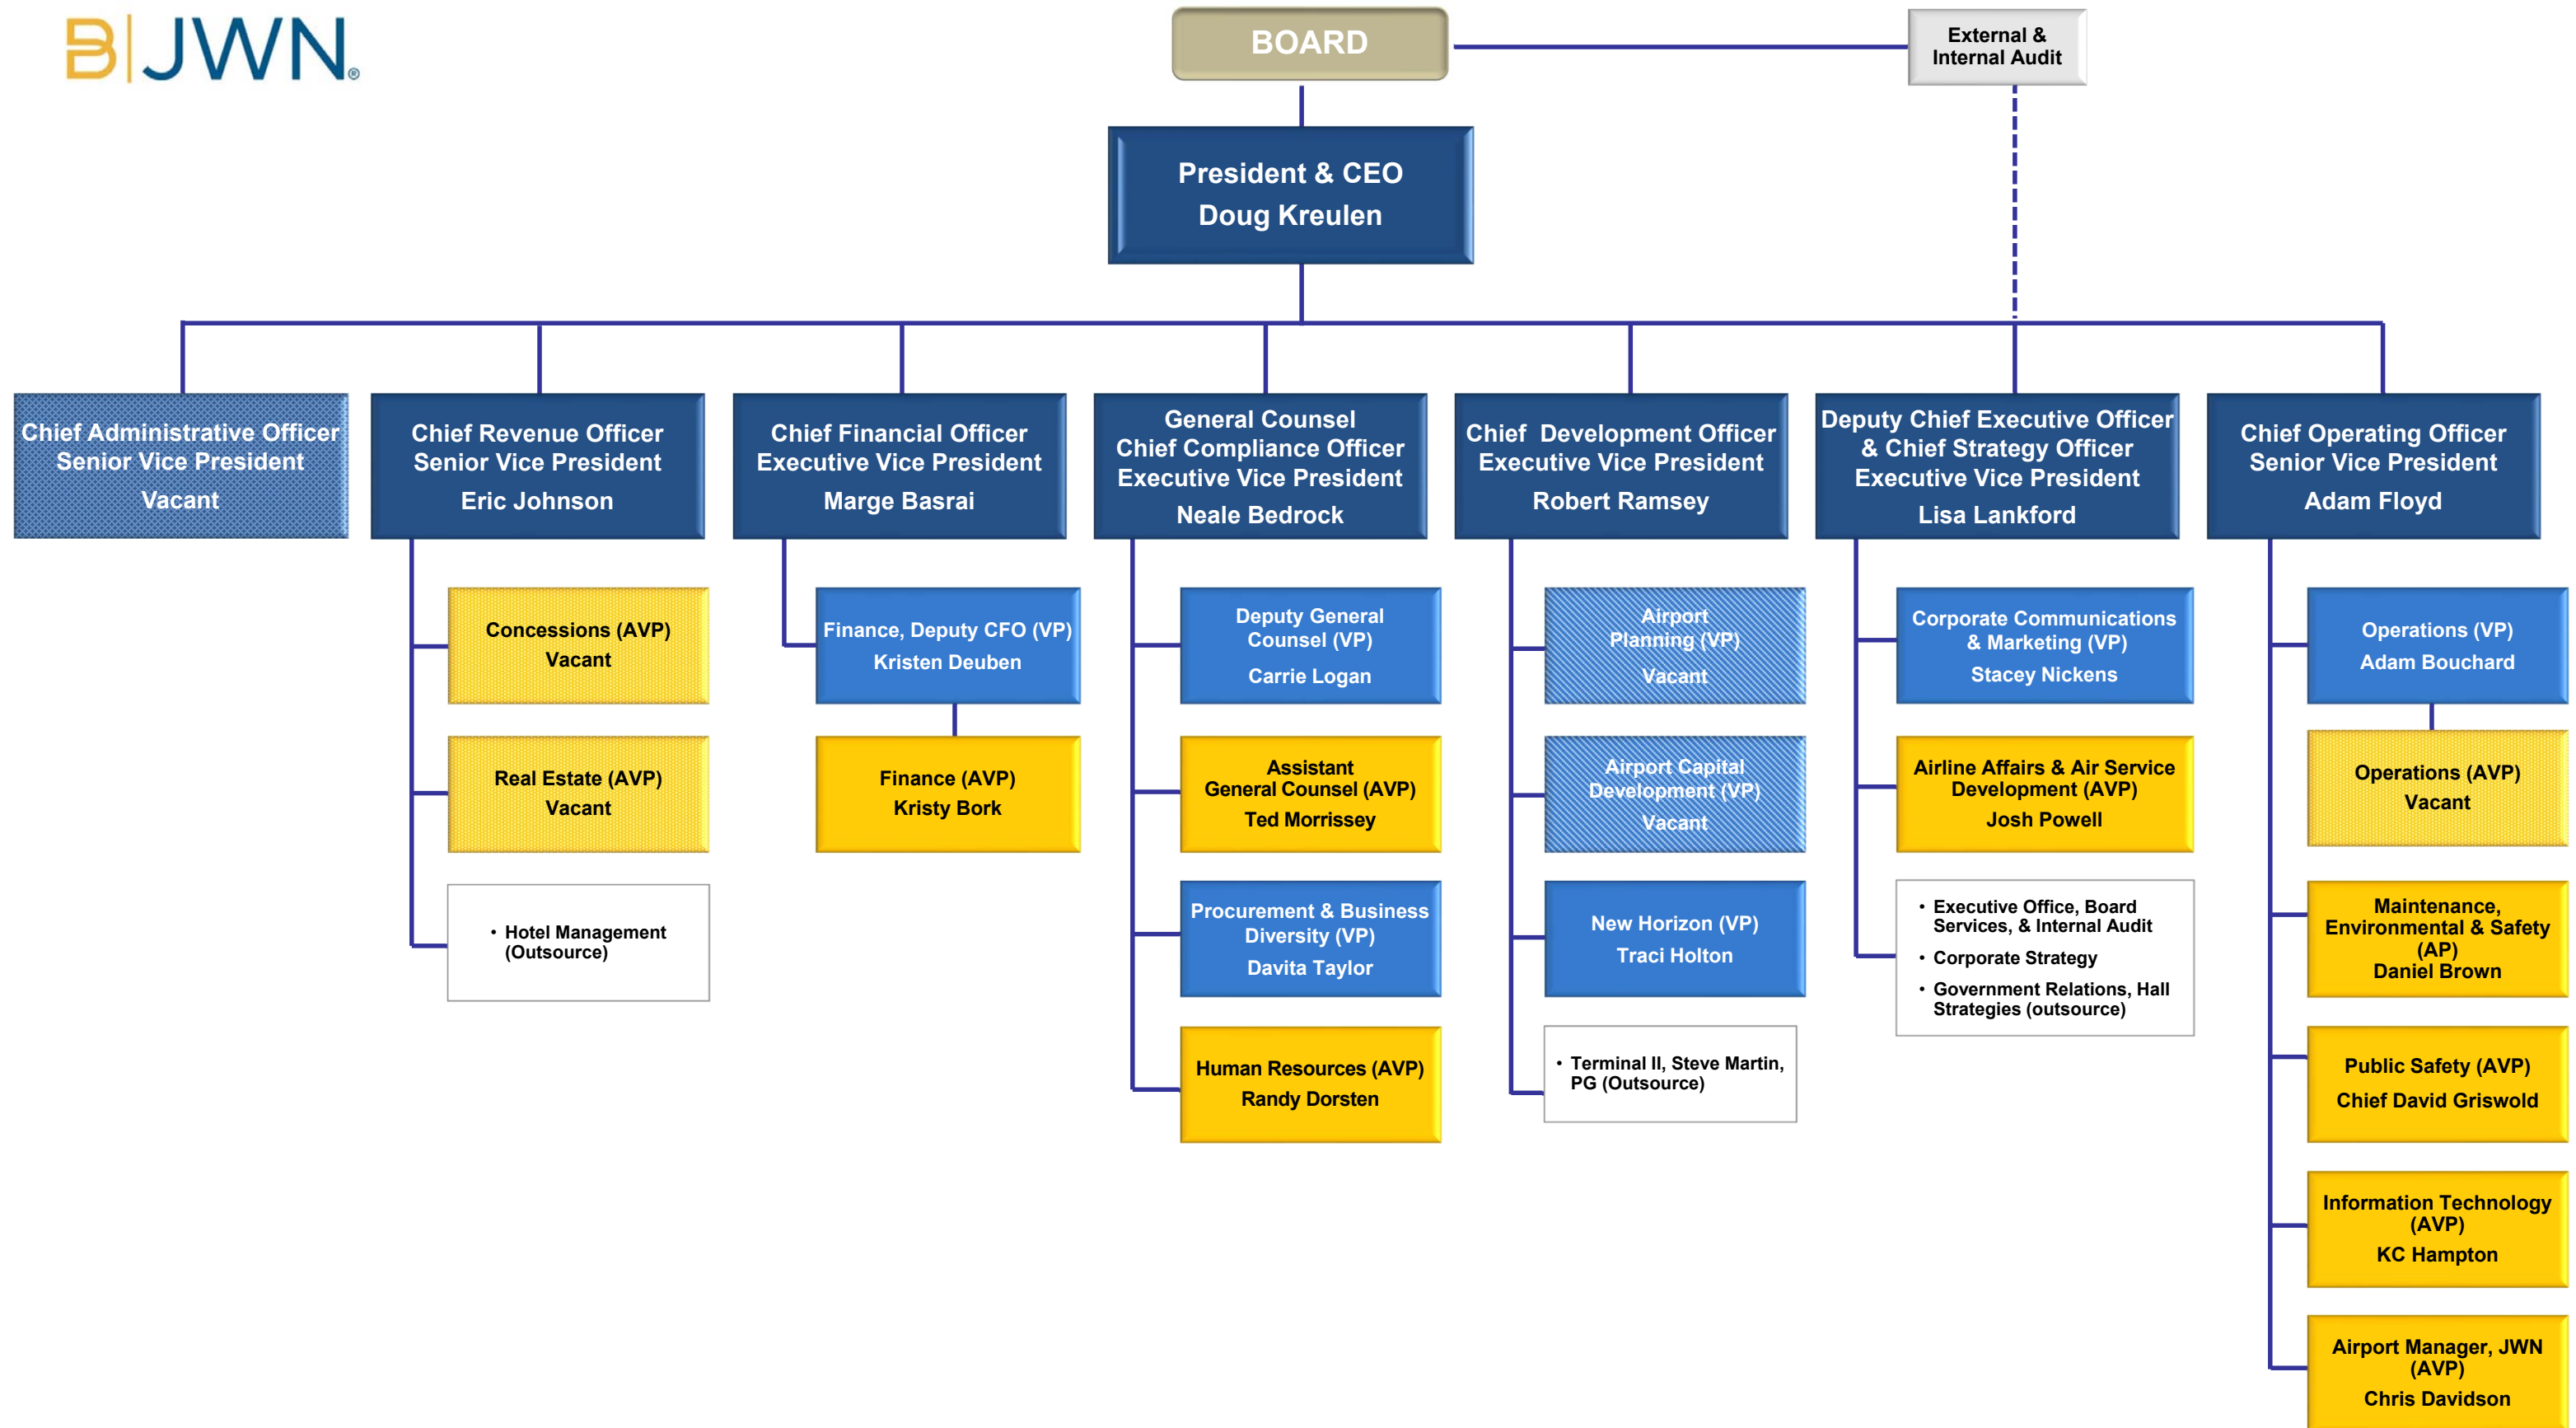 B|JWN®
BOARD
External &
Internal Audit
President & CEO
Doug Kreulen
Chief Administrative Officer
Senior Vice President
Vacant
Chief Revenue Officer
Senior Vice President
Eric Johnson
Chief Financial Officer
Executive Vice President
Marge Basrai
General Counsel
Chief Compliance Officer
Executive Vice President
Neale Bedrock
Chief Development Officer
Executive Vice President
Robert Ramsey
Deputy Chief Executive Officer
& Chief Strategy Officer
Executive Vice President
Lisa Lankford
Chief Operating Officer
Senior Vice President
Adam Floyd
Concessions (AVP)
Vacant
Real Estate (AVP)
Vacant
• Hotel Management
(Outsource)
Finance, Deputy CFO (VP)
Kristen Deuben
Finance (AVP)
Kristy Bork
Deputy General
Counsel (VP)
Carrie Logan
Assistant
General Counsel (AVP)
Ted Morrissey
Procurement & Business
Diversity (VP)
Davita Taylor
Human Resources (AVP)
Randy Dorsten
Airport
Planning (VP)
Vacant
Airport Capital
Development (VP)
Vacant
New Horizon (VP)
Traci Holton
• Terminal II, Steve Martin,
PG (Outsource)
Corporate Communications
& Marketing (VP)
Stacey Nickens
Airline Affairs & Air Service
Development (AVP)
Josh Powell
• Executive Office, Board
Services, & Internal Audit
• Corporate Strategy
• Government Relations, Hall
Strategies (outsource)
Operations (VP)
Adam Bouchard
Operations (AVP)
Vacant
Maintenance,
Environmental & Safety
(AP)
Daniel Brown
Public Safety (AVP)
Chief David Griswold
Information Technology
(AVP)
KC Hampton
Airport Manager, JWN
(AVP)
Chris Davidson